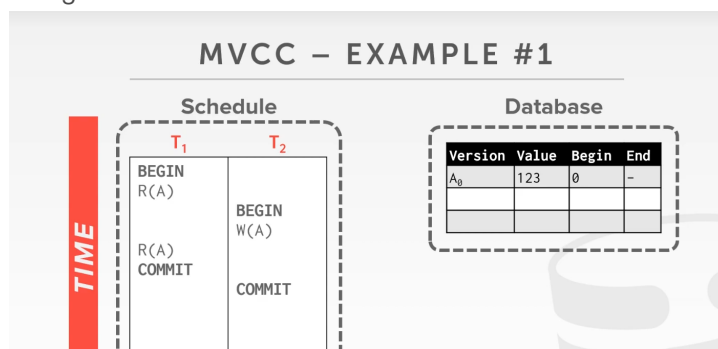 MVCC – EXAMPLE #1
Schedule
T1 T2
BEGIN
R(A)
BEGIN
W(A)
R(A)
COMMIT
COMMIT
TIME
Database
Version Value Begin End
A0 123 0 –